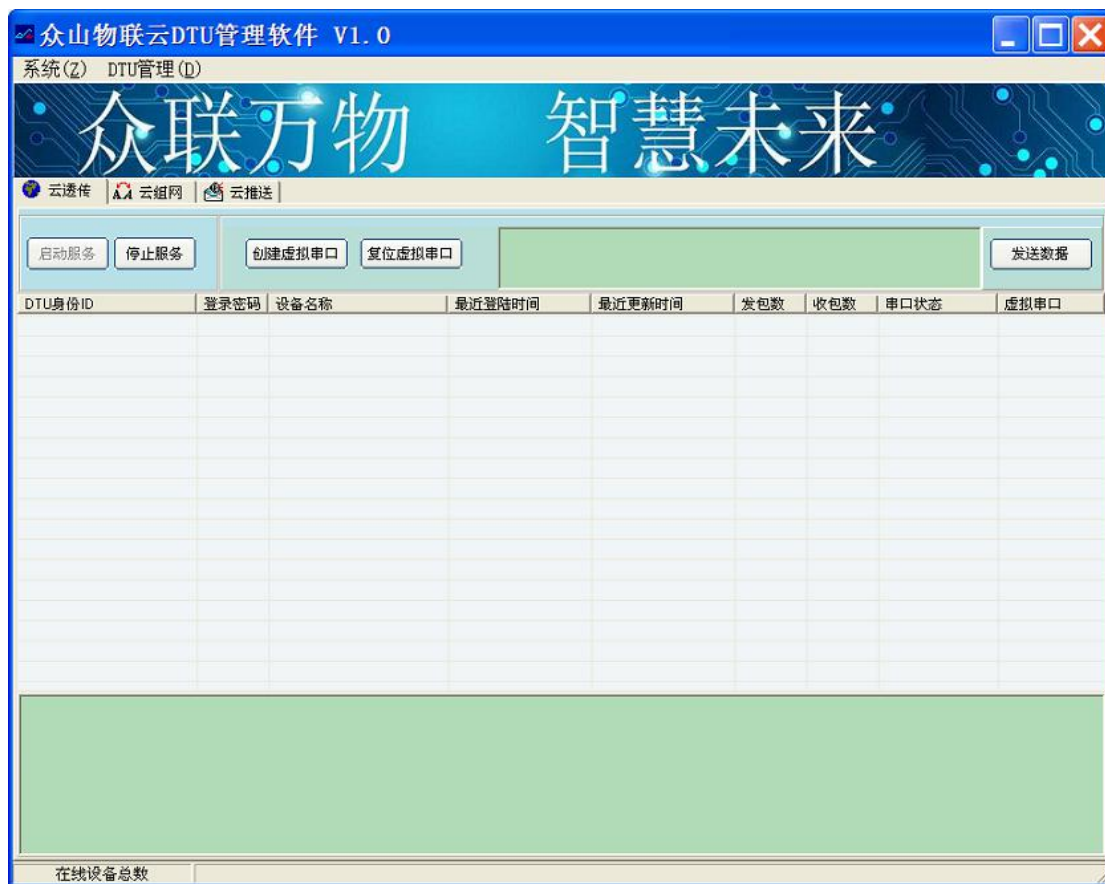 众山物联云DTU管理软件 V1.0
系统(Z) DTU管理(D)
众联万物 智慧未来
云透传 云组网 云推送
启动服务 停止服务 创建虚拟串口 复位虚拟串口 发送数据
DTU身份ID 登录密码 设备名称 最近登陆时间 最近更新时间 发包数 收包数 串口状态 虚拟串口
在线设备总数